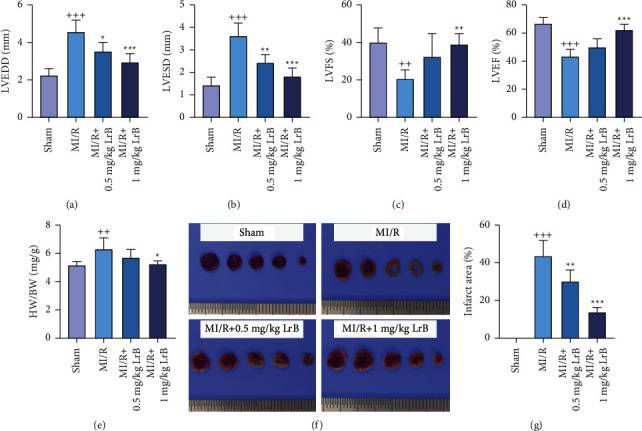 LVEDD (mm)
6
4
2
0
+++
*
***
Sham
MI/R
MI/R+
0.5 mg/kg LrB
MI/R+
1 mg/kg LrB
(a)
LVESD (mm)
5
4
3
2
1
0
+++
**
***
Sham
MI/R
MI/R+
0.5 mg/kg LrB
MI/R+
1 mg/kg LrB
(b)
LVFS (%)
60
40
20
0
++
**
Sham
MI/R
MI/R+
0.5 mg/kg LrB
MI/R+
1 mg/kg LrB
(c)
LVEF (%)
80
60
40
20
0
+++
***
Sham
MI/R
MI/R+
0.5 mg/kg LrB
MI/R+
1 mg/kg LrB
(d)
HW/BW (mg/g)
8
6
4
2
0
++
*
Sham
MI/R
MI/R+
0.5 mg/kg LrB
MI/R+
1 mg/kg LrB
(e)
Sham
MI/R
MI/R+0.5 mg/kg LrB
MI/R+1 mg/kg LrB
(f)
Infarct area (%)
60
40
20
0
+++
**
***
Sham
MI/R
MI/R+
0.5 mg/kg LrB
MI/R+
1 mg/kg LrB
(g)